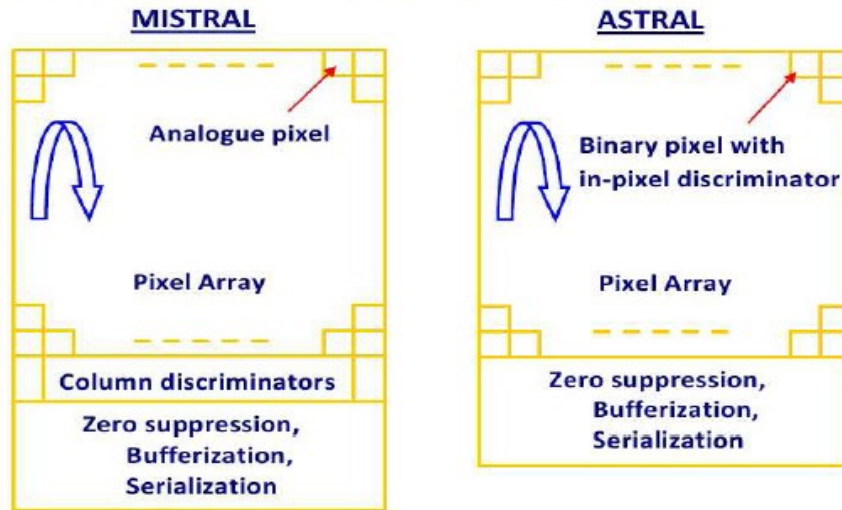 MISTRAL
Analogue pixel
Pixel Array
Column discriminators
Zero suppression,
Bufferization,
Serialization
ASTRAL
Binary pixel with
in-pixel discriminator
Pixel Array
Zero suppression,
Bufferization,
Serialization